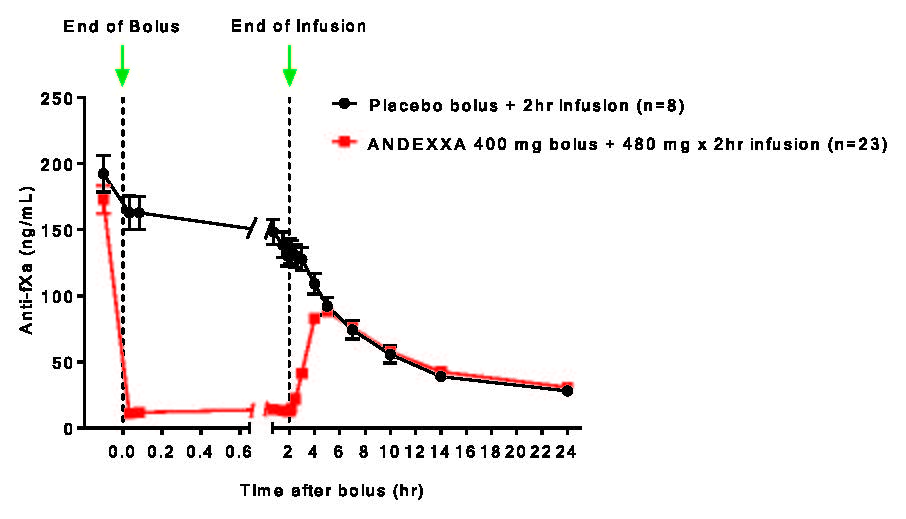 End of Bolus
End of Infusion
Placebo bolus + 2hr infusion (n=8)
ANDEXXA 400 mg bolus + 480 mg x 2hr infusion (n=23)
Anti-fXa (ng/mL)
250
200
150
100
50
0
0.0 0.2 0.4 0.6 2 4 6 8 10 12 14 16 18 20 22 24
Time after bolus (hr)